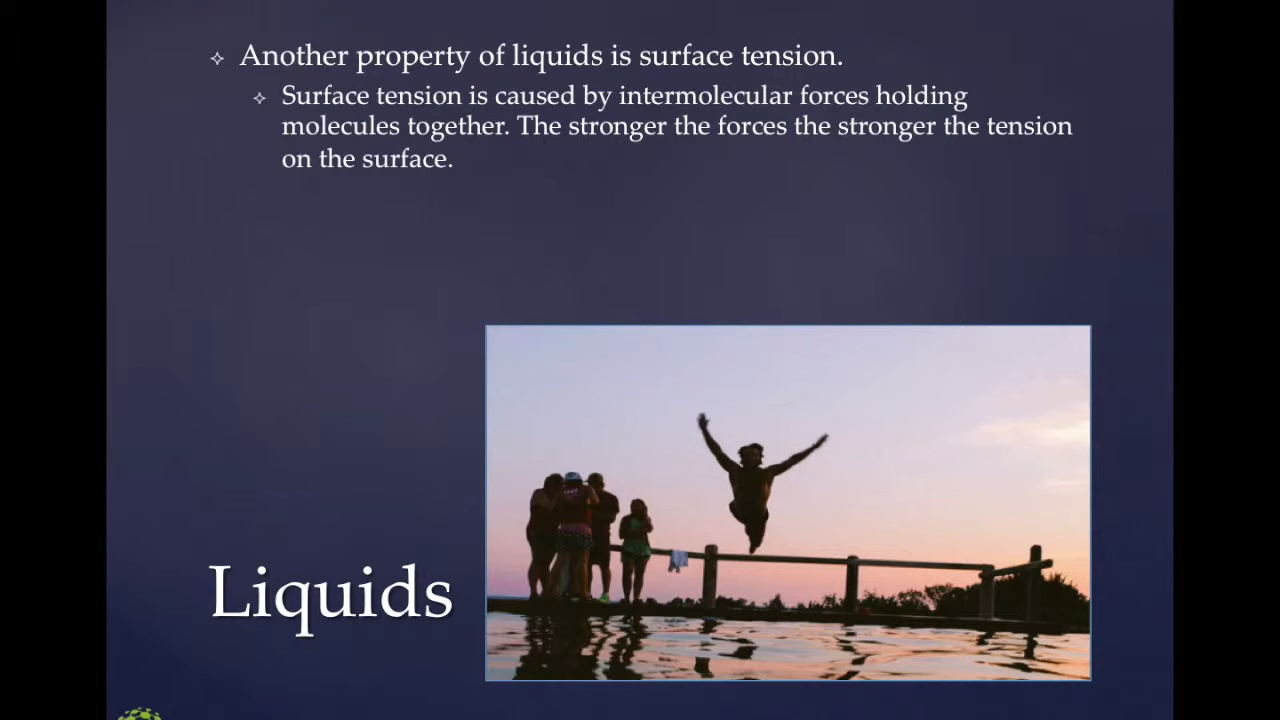 Another property of liquids is surface tension.
Surface tension is caused by intermolecular forces holding
molecules together. The stronger the forces the stronger the tension
on the surface.
Liquids